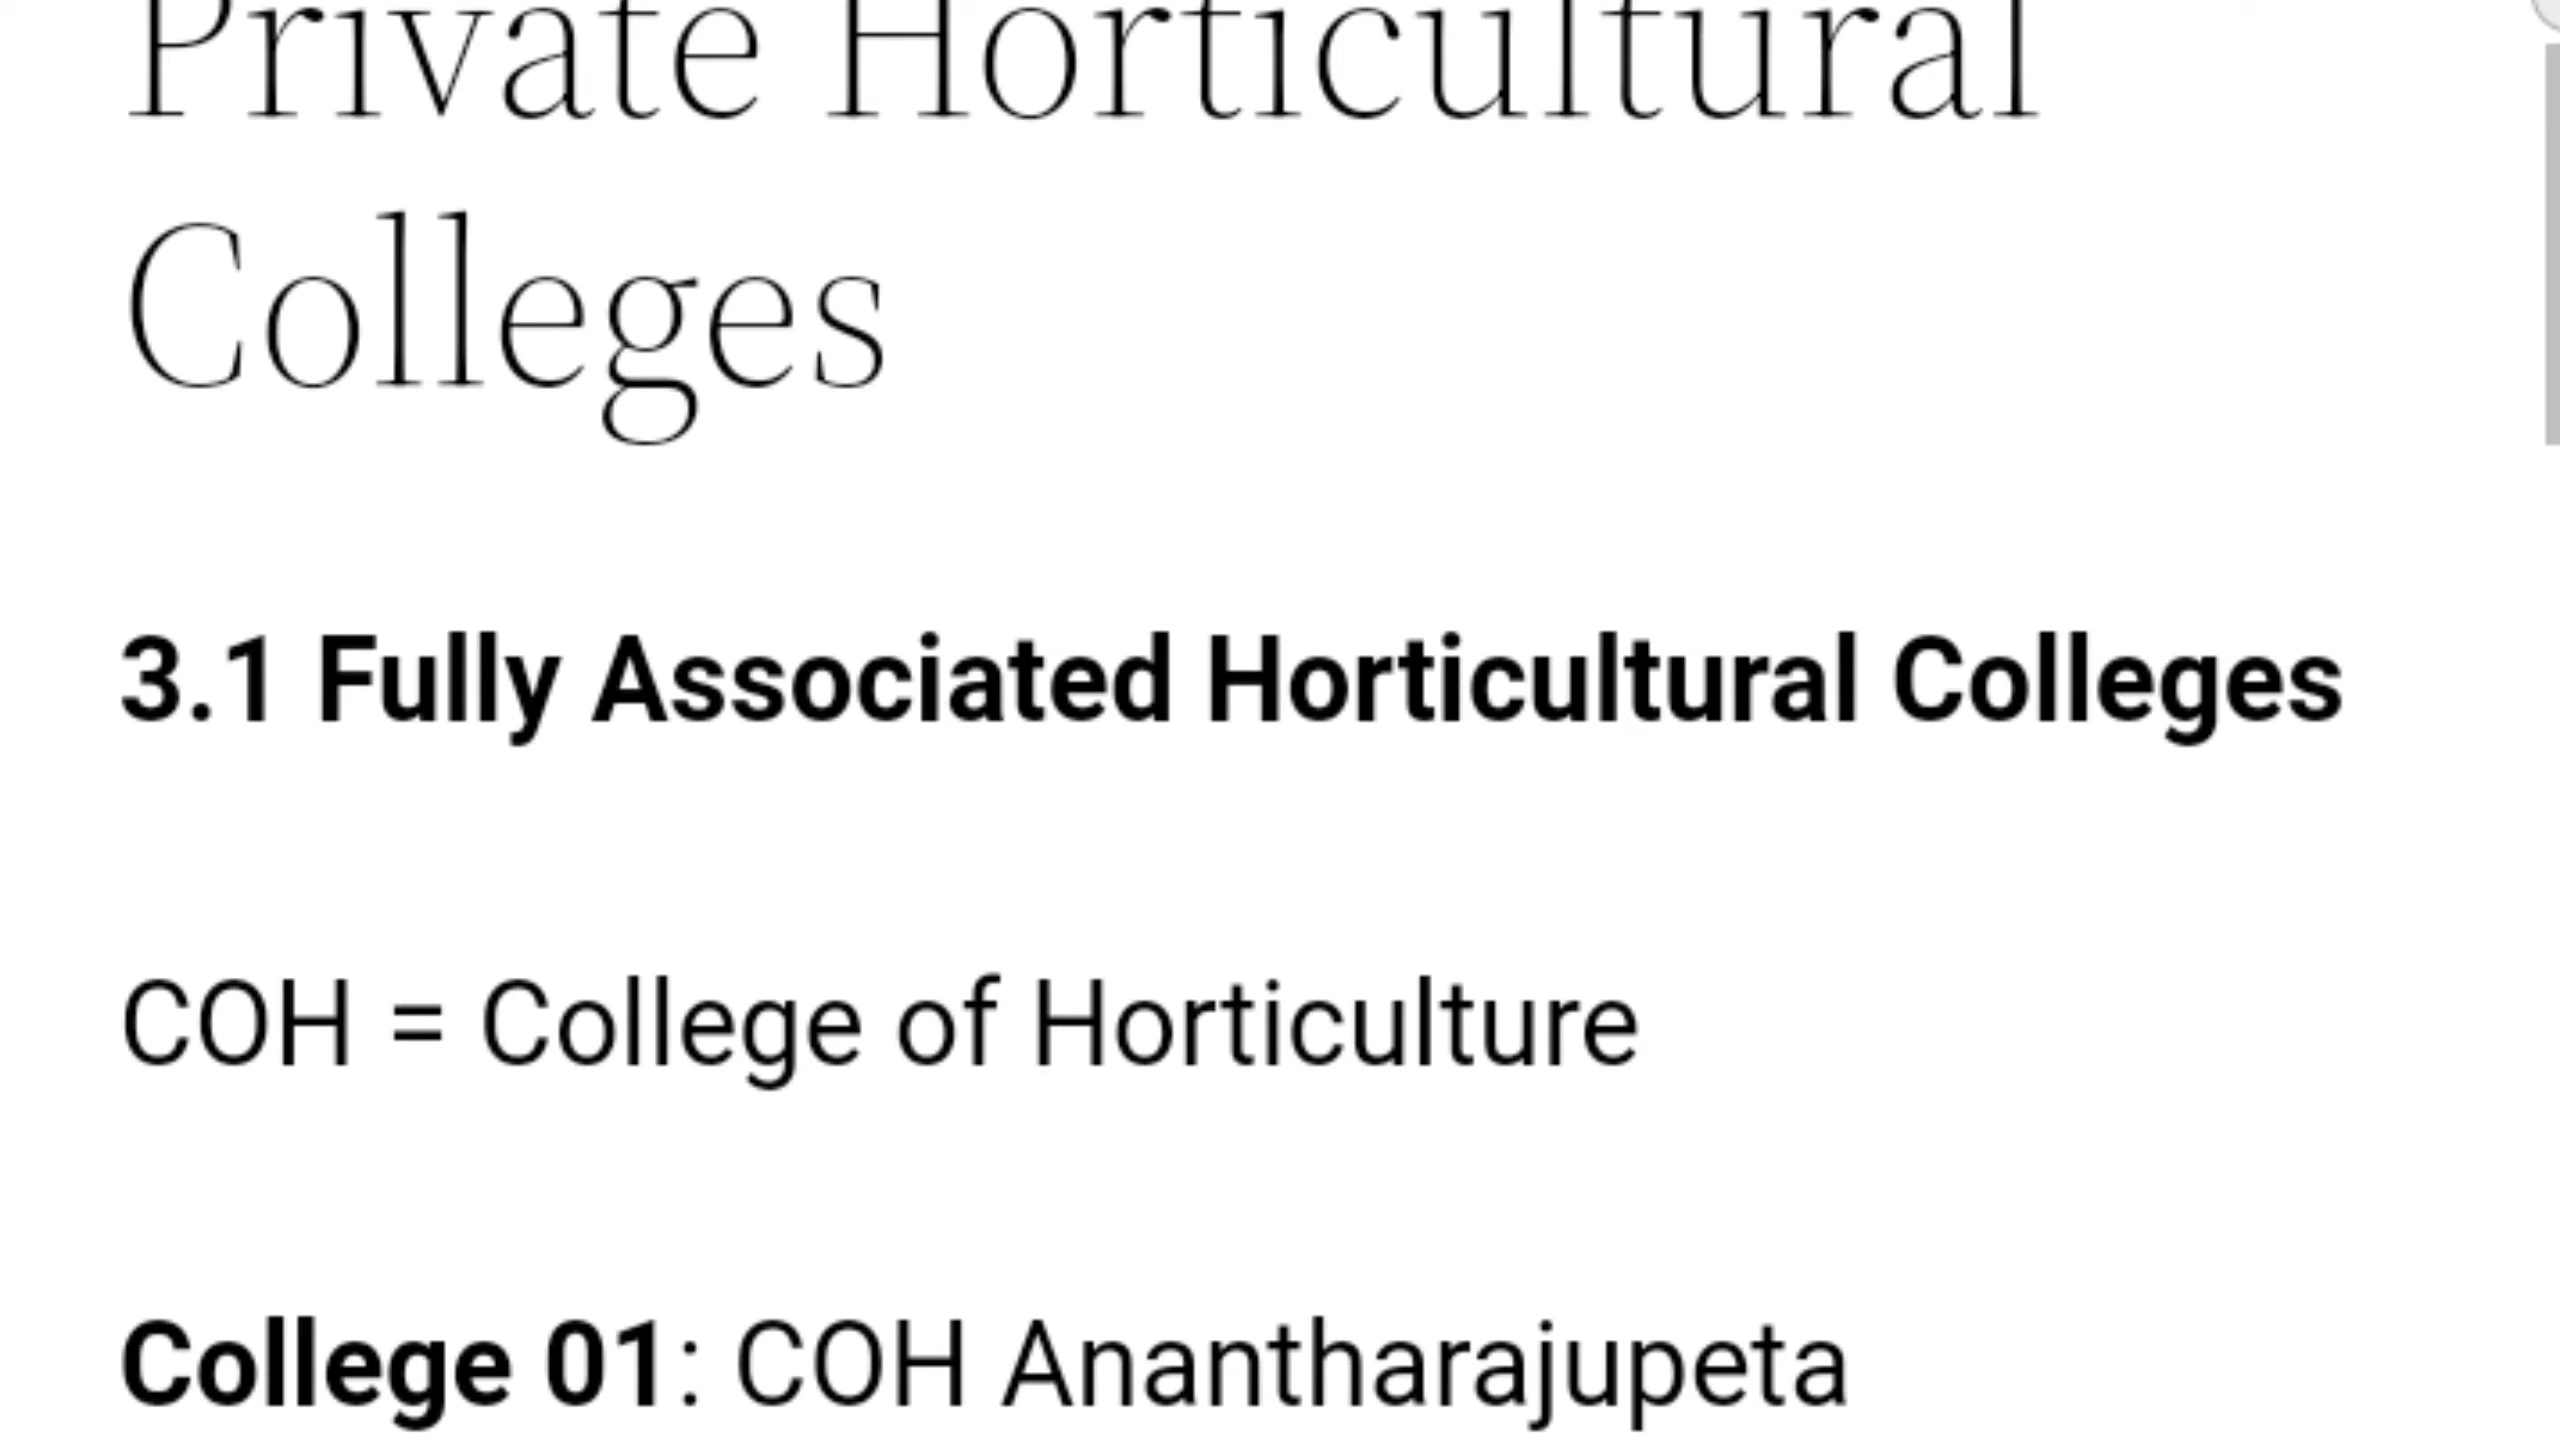 Private Horticultural
Colleges
3.1 Fully Associated Horticultural Colleges
COH = College of Horticulture
College 01: COH Anantharajupeta